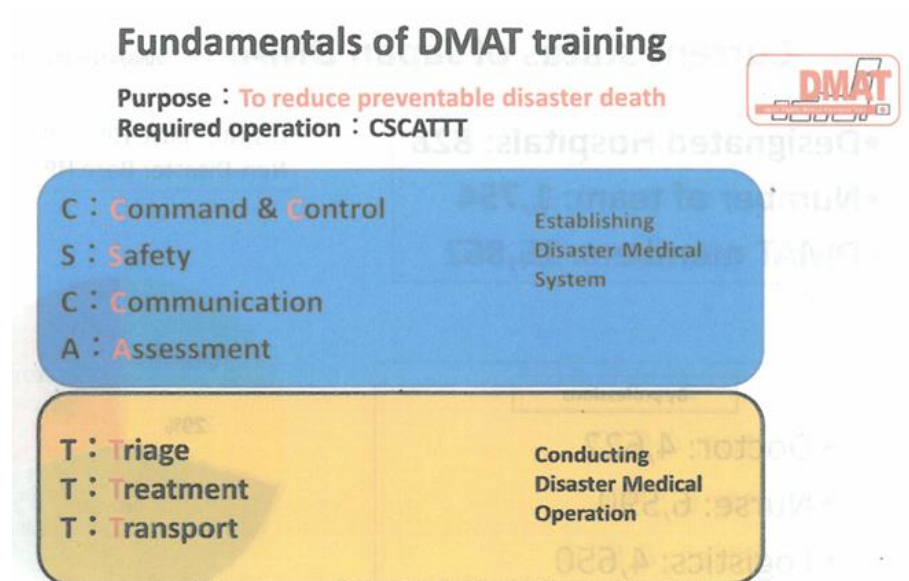 Fundamentals of DMAT training
DMAT
Purpose：To reduce preventable disaster death
Required operation：CSCATTT
C：Command & Control
S：Safety
C：Communication
A：Assessment
Establishing
Disaster Medical
System
T：Triage
T：Treatment
T：Transport
Conducting
Disaster Medical
Operation